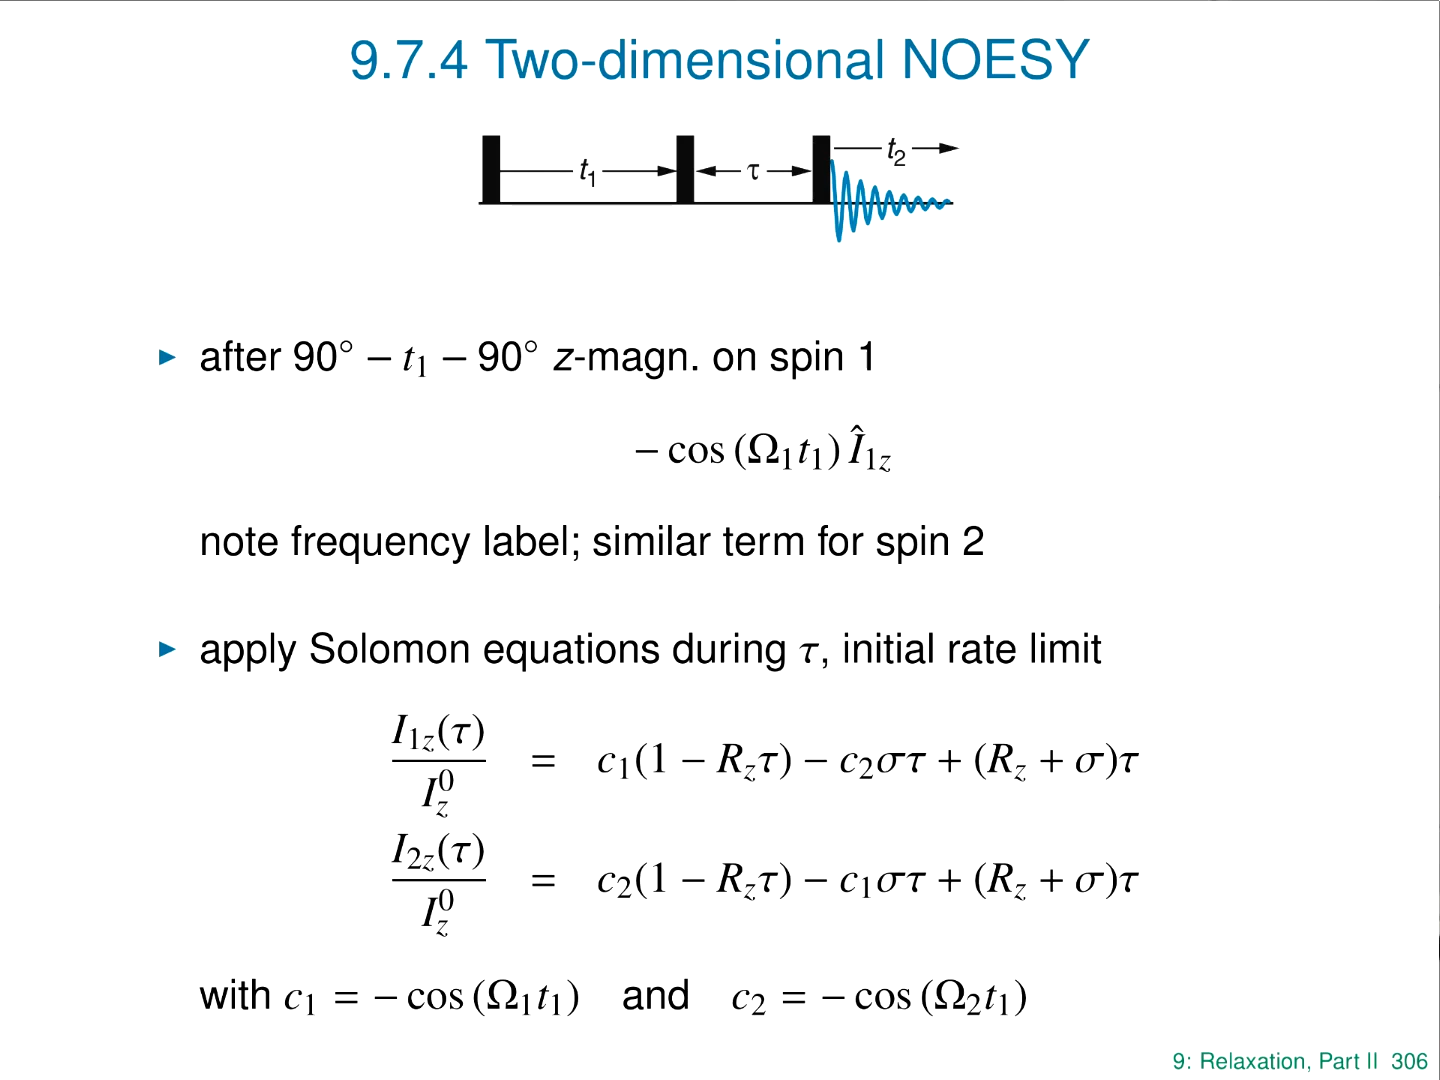 9.7.4 Two-dimensional NOESY
t₁ τ t₂
▶ after 90° – t₁ – 90° z-magn. on spin 1
− cos (Ω₁t₁) Î₁z
note frequency label; similar term for spin 2
▶ apply Solomon equations during τ, initial rate limit
I₁z(τ) / I_z⁰ = c₁(1 − R_zτ) − c₂στ + (R_z + σ)τ
I₂z(τ) / I_z⁰ = c₂(1 − R_zτ) − c₁στ + (R_z + σ)τ
with c₁ = − cos (Ω₁t₁) and c₂ = − cos (Ω₂t₁)
9: Relaxation, Part II 306